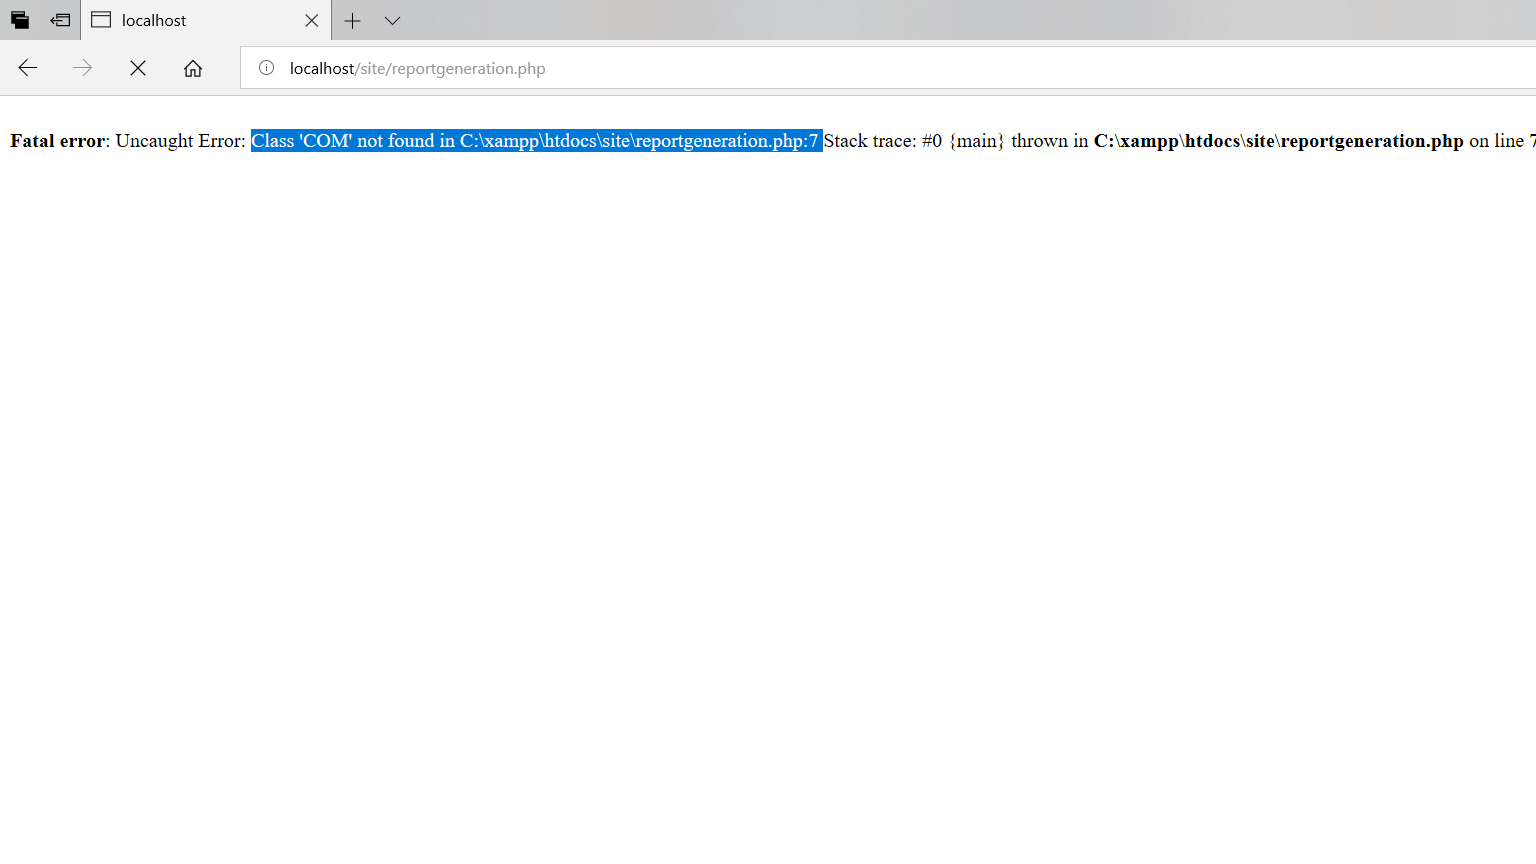 localhost
localhost/site/reportgeneration.php
Fatal error: Uncaught Error: Class 'COM' not found in C:\xampp\htdocs\site\reportgeneration.php:7 Stack trace: #0 {main} thrown in C:\xampp\htdocs\site\reportgeneration.php on line 7